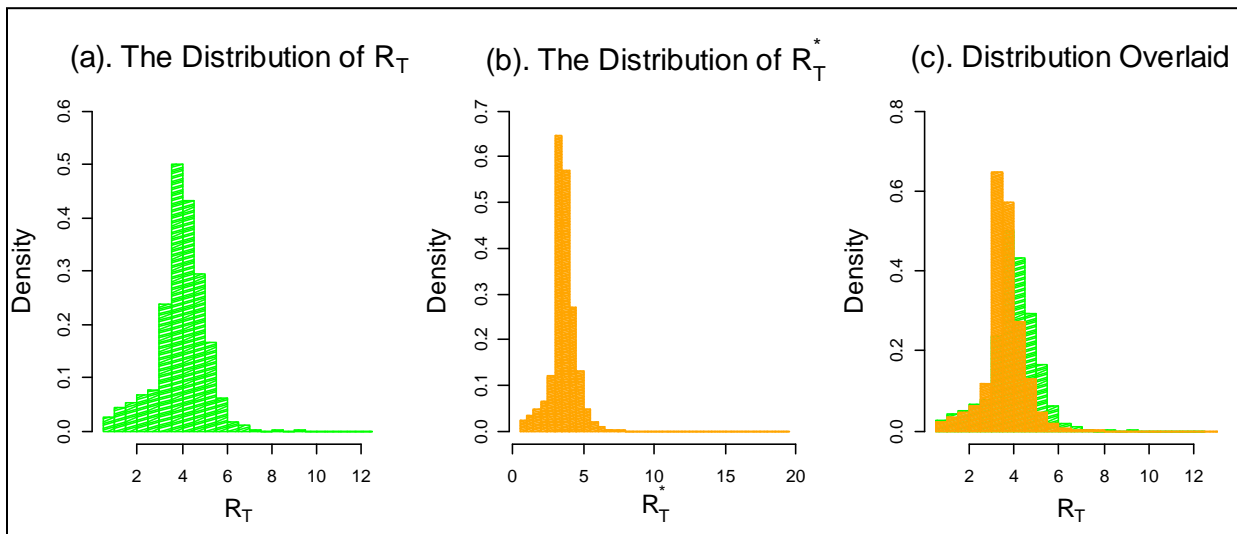 (a). The Distribution of R_T
0.6
0.5
0.4
0.3
0.2
0.1
0.0
Density
2 4 6 8 10 12
R_T
(b). The Distribution of R_T^*
0.7
0.6
0.5
0.4
0.3
0.2
0.1
0.0
Density
0 5 10 15 20
R_T^*
(c). Distribution Overlaid
0.8
0.6
0.4
0.2
0.0
Density
2 4 6 8 10 12
R_T